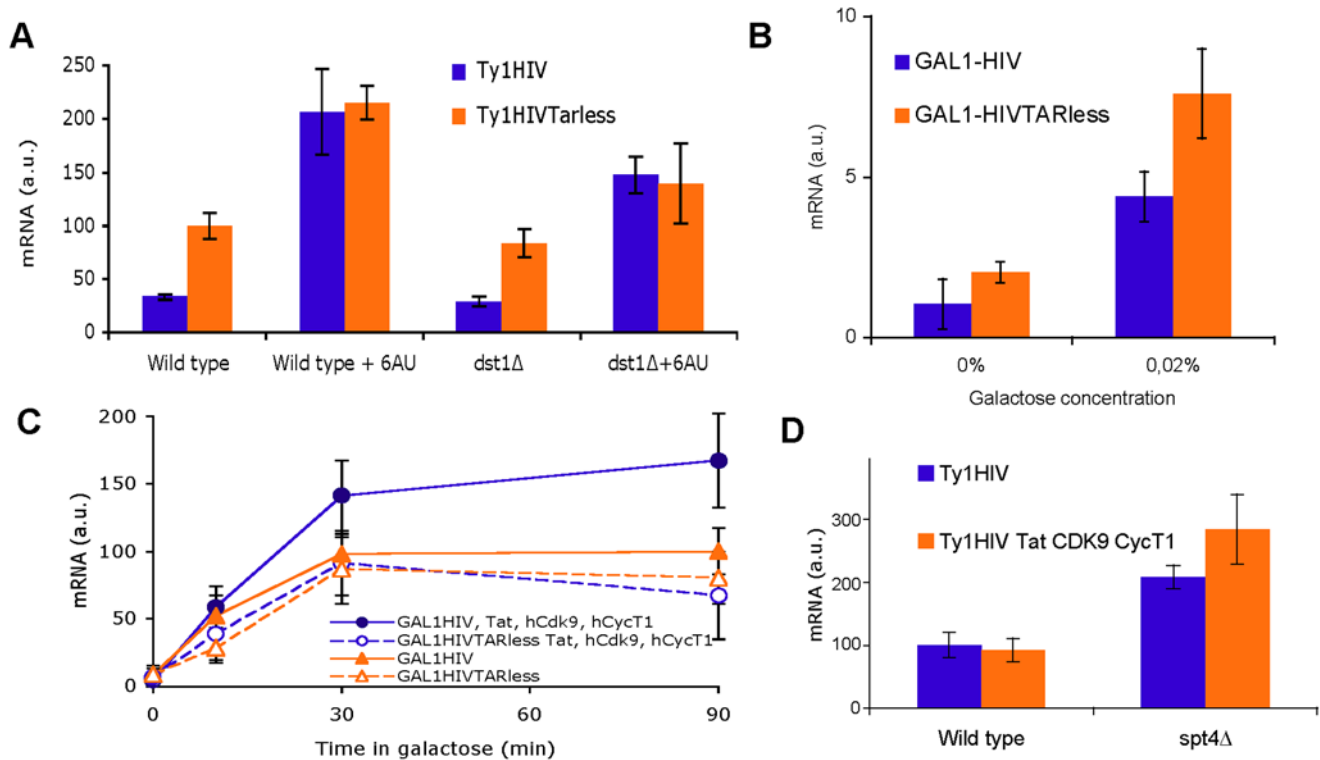 A
mRNA (a.u.)
250
200
150
100
50
0
Ty1HIV
Ty1HIVTarless
Wild type
Wild type + 6AU
dst1Δ
dst1Δ+6AU
B
mRNA (a.u.)
10
5
0
GAL1-HIV
GAL1-HIVTARless
0%
0,02%
Galactose concentration
C
mRNA (a.u.)
200
150
100
50
0
GAL1HIV, Tat, hCdk9, hCycT1
GAL1HIVTARless Tat, hCdk9, hCycT1
GAL1HIV
GAL1HIVTARless
0
30
60
90
Time in galactose (min)
D
mRNA (a.u.)
300
200
100
0
Ty1HIV
Ty1HIV Tat CDK9 CycT1
Wild type
spt4Δ